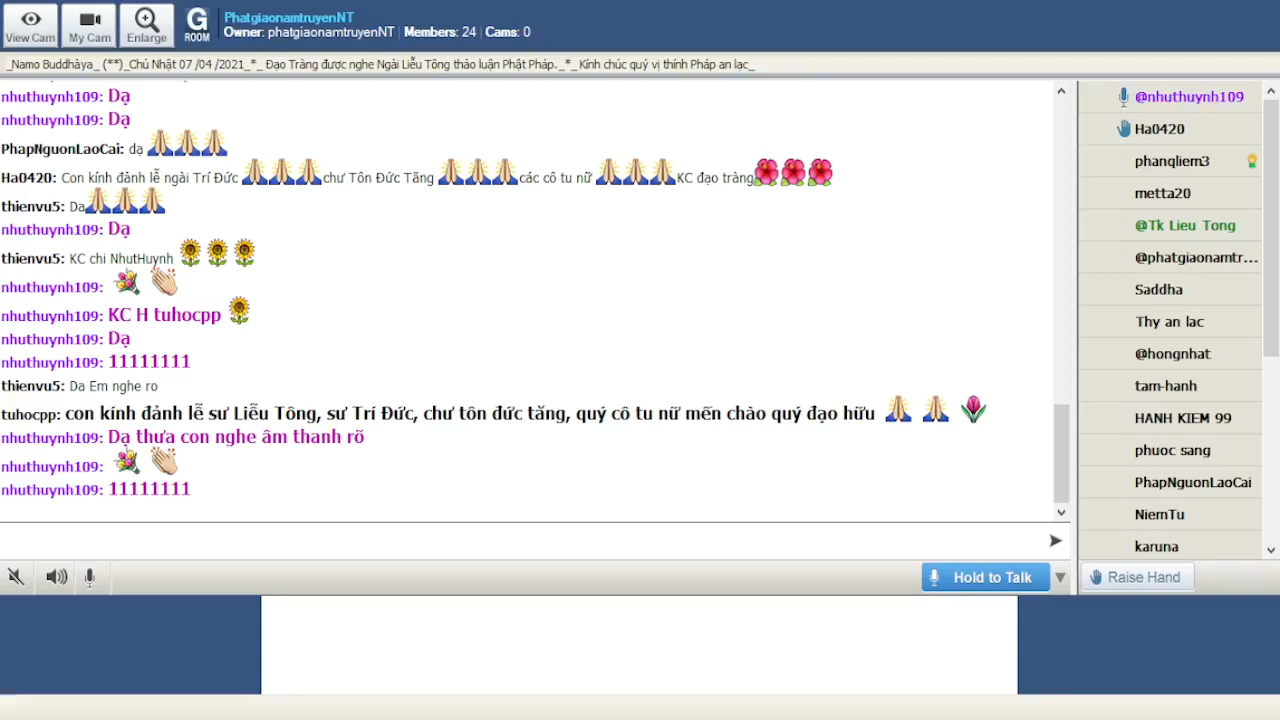 View Cam
My Cam
Enlarge
G
ROOM
PhatgiaonamtruyenNT
Owner: phatgiaonamtruyenNT | Members: 24 | Cams: 0
_Namo Buddhàya_ (**)_Chủ Nhật 07 /04 /2021_*_ Đạo Tràng được nghe Ngài Liễu Tông thảo luận Phật Pháp._*_ Kính chúc quý vị thính Pháp an lạc_
nhuthuynh109: Dạ
nhuthuynh109: Dạ
PhapNguonLaoCai: dạ
Ha0420: Con kính đảnh lễ ngài Trí Đức chư Tôn Đức Tăng các cô tu nữ KC đạo tràng
thienvu5: Da
nhuthuynh109: Dạ
thienvu5: KC chi NhutHuynh
nhuthuynh109:
nhuthuynh109: KC H tuhocpp
nhuthuynh109: Dạ
nhuthuynh109: 11111111
thienvu5: Da Em nghe ro
tuhocpp: con kính đảnh lễ sư Liễu Tông, sư Trí Đức, chư tôn đức tăng, quý cô tu nữ mến chào quý đạo hữu
nhuthuynh109: Dạ thưa con nghe âm thanh rõ
nhuthuynh109:
nhuthuynh109: 11111111
Hold to Talk
@nhuthuynh109
Ha0420
phanqliem3
metta20
@Tk Lieu Tong
@phatgiaonamtr...
Saddha
Thy an lac
@hongnhat
tam-hanh
HANH KIEM 99
phuoc sang
PhapNguonLaoCai
NiemTu
karuna
Raise Hand